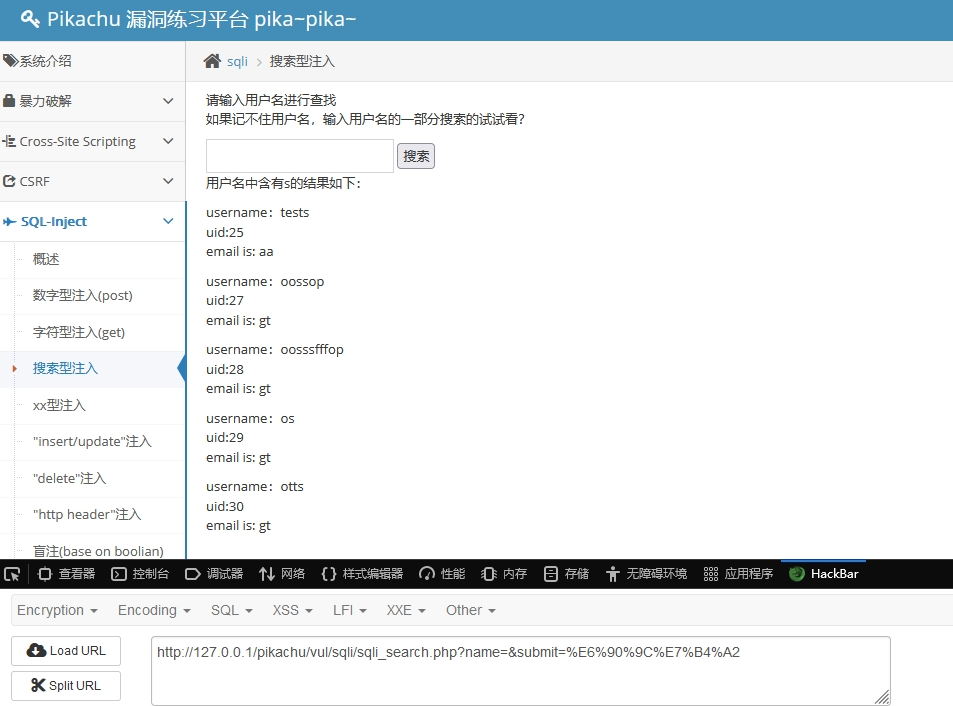 Pikachu 漏洞练习平台 pika~pika~
系统介绍
暴力破解
Cross-Site Scripting
CSRF
SQL-Inject
概述
数字型注入(post)
字符型注入(get)
搜索型注入
xx型注入
"insert/update"注入
"delete"注入
"http header"注入
盲注(base on boolian)
sqli > 搜索型注入
请输入用户名进行查找
如果记不住用户名，输入用户名的一部分搜索的试试看?
搜索
用户名中含有s的结果如下：
username：tests
uid:25
email is: aa
username：oossop
uid:27
email is: gt
username：oosssfffop
uid:28
email is: gt
username：os
uid:29
email is: gt
username：otts
uid:30
email is: gt
查看器 控制台 调试器 网络 样式编辑器 性能 内存 存储 无障碍环境 应用程序 HackBar
Encryption Encoding SQL XSS LFI XXE Other
Load URL
Split URL
http://127.0.0.1/pikachu/vul/sqli/sqli_search.php?name=&submit=%E6%90%9C%E7%B4%A2